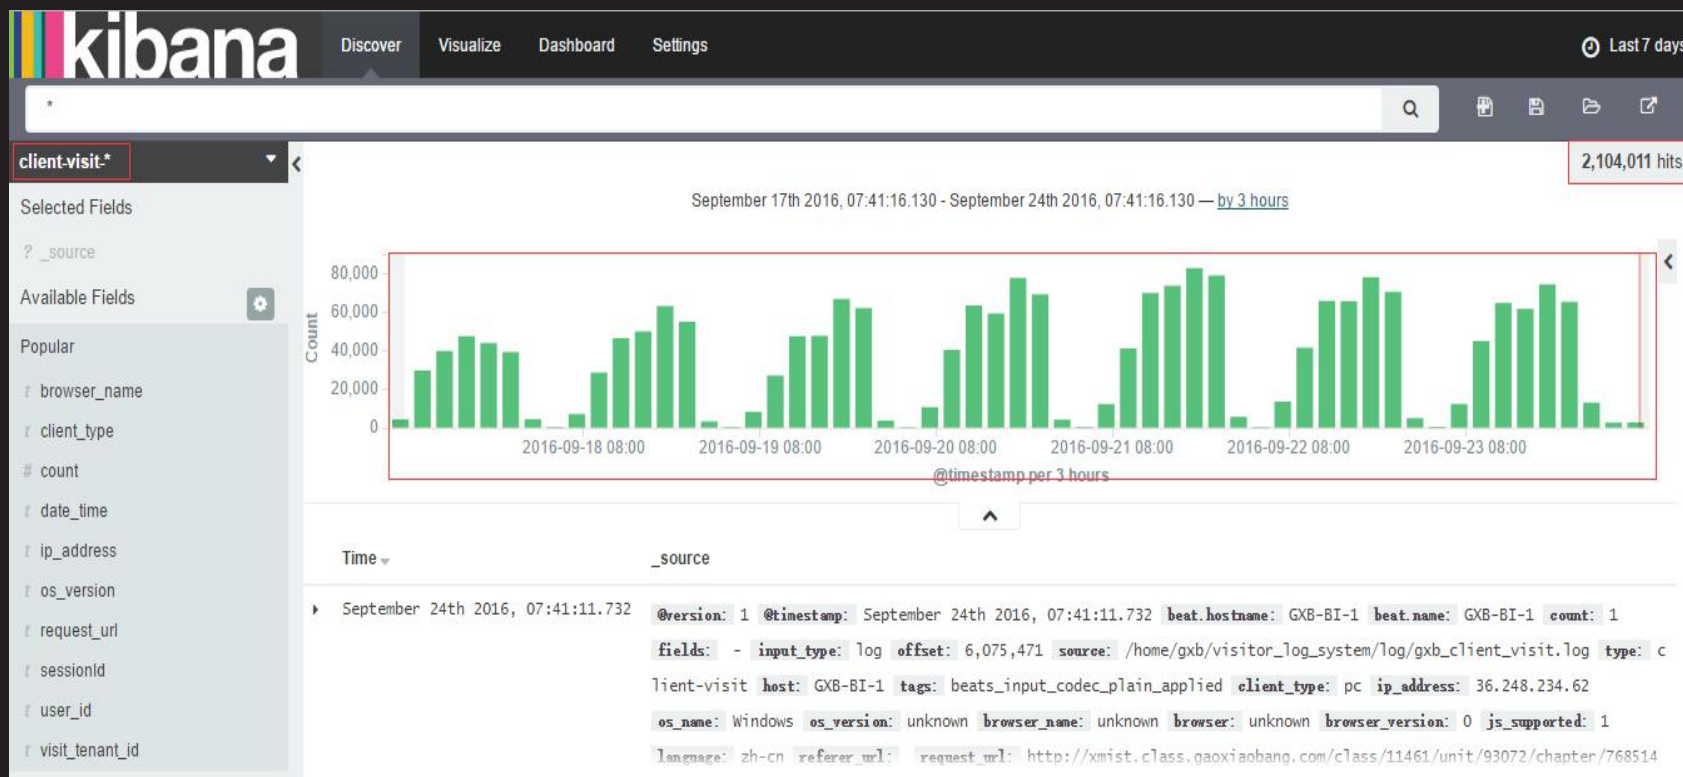 kibana
Discover Visualize Dashboard Settings Last 7 days
*
client-visit-*
2,104,011 hits
Selected Fields
? _source
Available Fields
Popular
t browser_name
t client_type
# count
t date_time
t ip_address
t os_version
t request_url
t sessionId
t user_id
t visit_tenant_id
September 17th 2016, 07:41:16.130 - September 24th 2016, 07:41:16.130 — by 3 hours
Count
80,000
60,000
40,000
20,000
0
2016-09-18 08:00 2016-09-19 08:00 2016-09-20 08:00 2016-09-21 08:00 2016-09-22 08:00 2016-09-23 08:00
@timestamp per 3 hours
Time _source
September 24th 2016, 07:41:11.732 @version: 1 @timestamp: September 24th 2016, 07:41:11.732 beat.hostname: GXB-BI-1 beat.name: GXB-BI-1 count: 1
fields: - input_type: log offset: 6,075,471 source: /home/gxb/visitor_log_system/log/gxb_client_visit.log type: c
lient-visit host: GXB-BI-1 tags: beats_input_codec_plain_applied client_type: pc ip_address: 36.248.234.62
os_name: Windows os_version: unknown browser_name: unknown browser: unknown browser_version: 0 js_supported: 1
language: zh-cn referer_url: request_url: http://xmist.class.gaoxiaobang.com/class/11461/unit/93072/chapter/768514